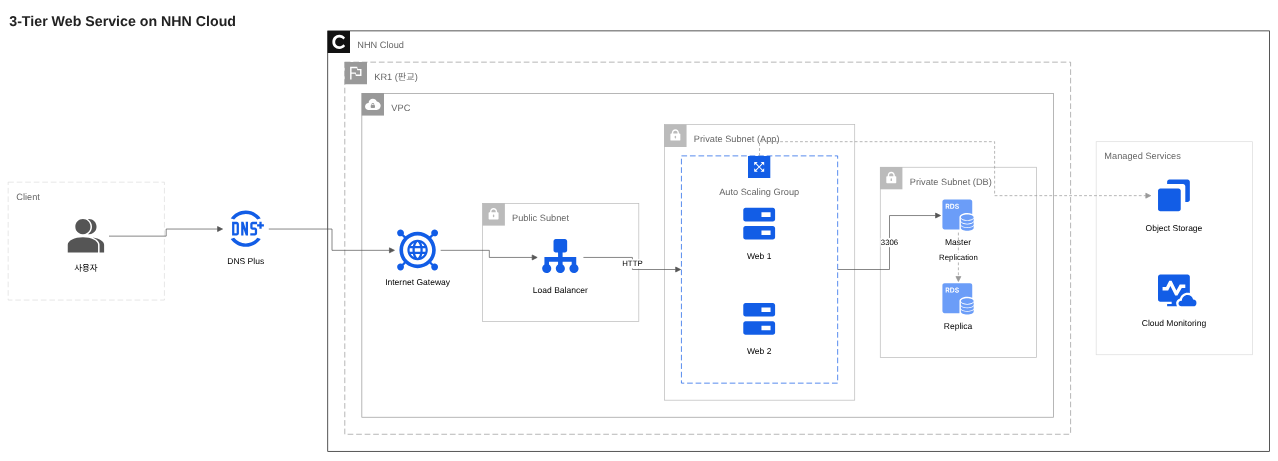 3-Tier Web Service on NHN Cloud
C
NHN Cloud
KR1 (판교)
VPC
Private Subnet (App)
Managed Services
Client
Private Subnet (DB)
Auto Scaling Group
RDS
Public Subnet
DNS+
Object Storage
Master
3306
Web 1
DNS Plus
사용자
HTTP
Replication
Internet Gateway
Load Balancer
RDS
Cloud Monitoring
Replica
Web 2